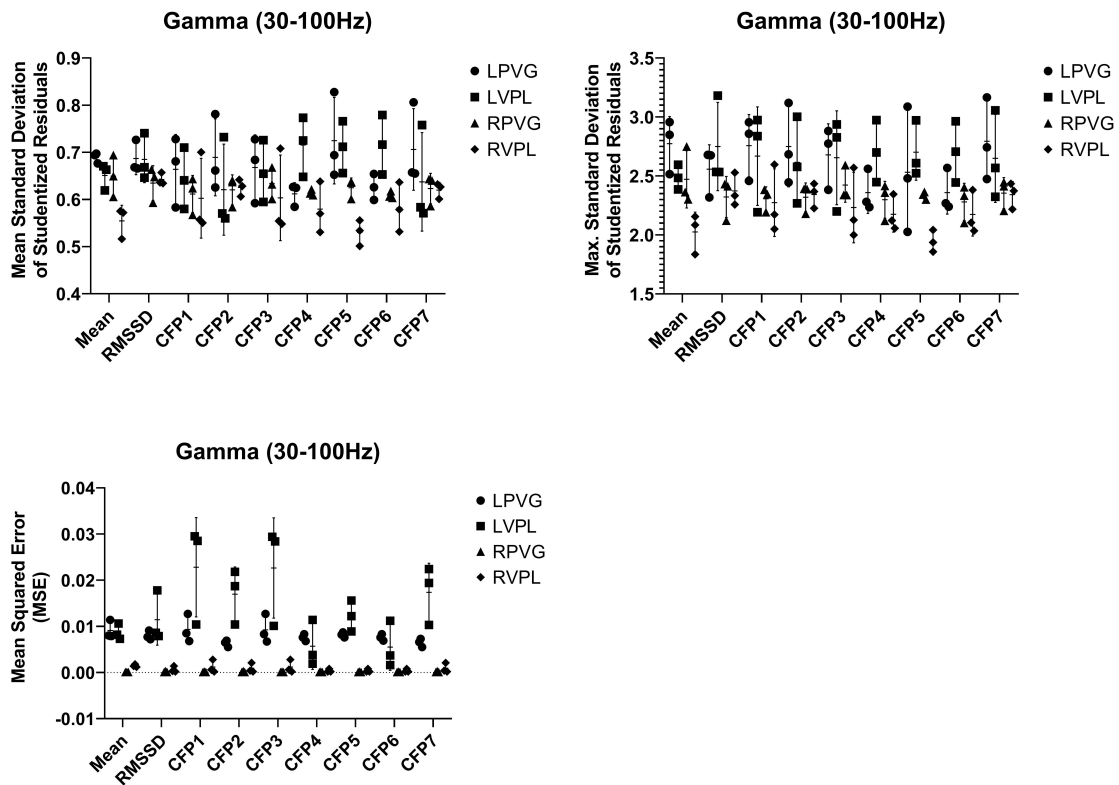 Gamma (30-100Hz)
Mean Standard Deviation
of Studentized Residuals
0.9
0.8
0.7
0.6
0.5
0.4
Mean
RMSSD
CFP1
CFP2
CFP3
CFP4
CFP5
CFP6
CFP7
LPVG
LVPL
RPVG
RVPL
Gamma (30-100Hz)
Max. Standard Deviation
of Studentized Residuals
3.5
3.0
2.5
2.0
1.5
Mean
RMSSD
CFP1
CFP2
CFP3
CFP4
CFP5
CFP6
CFP7
LPVG
LVPL
RPVG
RVPL
Gamma (30-100Hz)
Mean Squared Error
(MSE)
0.04
0.03
0.02
0.01
0.00
-0.01
Mean
RMSSD
CFP1
CFP2
CFP3
CFP4
CFP5
CFP6
CFP7
LPVG
LVPL
RPVG
RVPL